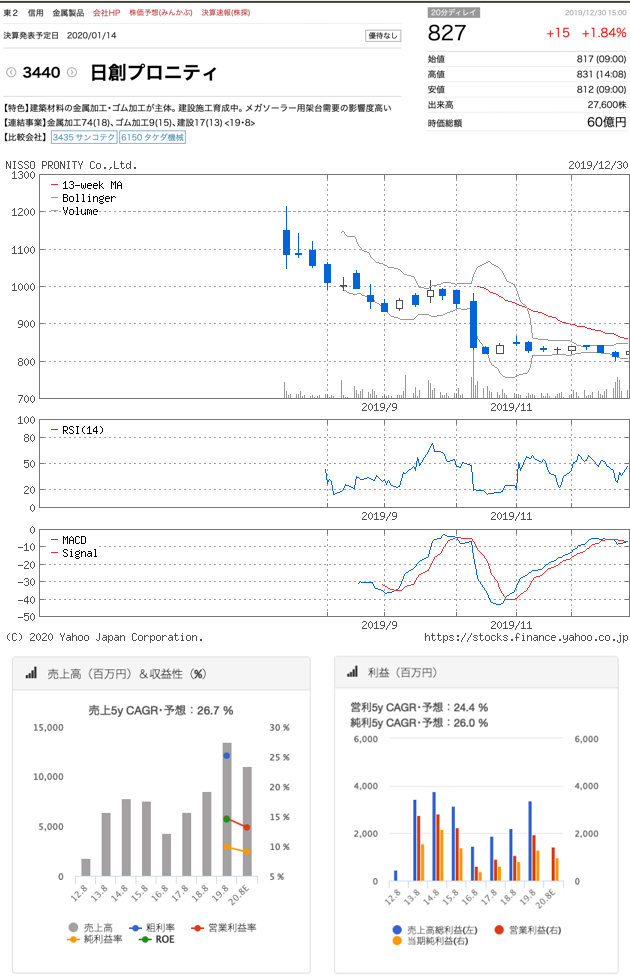 東2 信用 金属製品 会社HP 株価予想(みんかぶ) 決算速報(株探)
決算発表予定日 2020/01/14 優待なし
3440 日創プロニティ
20分ディレイ 2019/12/30 15:00
827 +15 +1.84%
始値 817 (09:00)
高値 831 (14:08)
安値 812 (09:00)
出来高 27,600株
時価総額 60億円
【特色】建築材料の金属加工・ゴム加工が主体。建設施工育成中。メガソーラー用架台需要の影響度高い
【連結事業】金属加工74(18)、ゴム加工9(15)、建設17(13) <19・8>
【比較会社】 3435 サンコテク 6150 タケダ機械
NISSO PRONITY Co.,Ltd. 2019/12/30
1300
1200
1100
1000
900
800
700
13-week MA
Bollinger
Volume
2019/9 2019/11
100
80
50
20
0
RSI(14)
2019/9 2019/11
0
-10
-20
-30
-40
-50
MACD
Signal
2019/9 2019/11
(C) 2020 Yahoo Japan Corporation. https://stocks.finance.yahoo.co.jp
売上高（百万円）＆収益性（%）
売上5y CAGR・予想：26.7 %
15,000 30 %
25 %
10,000 20 %
15 %
5,000 10 %
0 5 %
12.8 13.8 14.8 15.8 16.8 17.8 18.8 19.8 20.8E
売上高 粗利率 営業利益率
純利益率 ROE
利益（百万円）
営利5y CAGR・予想：24.4 %
純利5y CAGR・予想：26.0 %
6,000 6,000
4,000 4,000
2,000 2,000
0 0
12.8 13.8 14.8 15.8 16.8 17.8 18.8 19.8 20.8E
売上高総利益(左) 営業利益(右)
当期純利益(右)